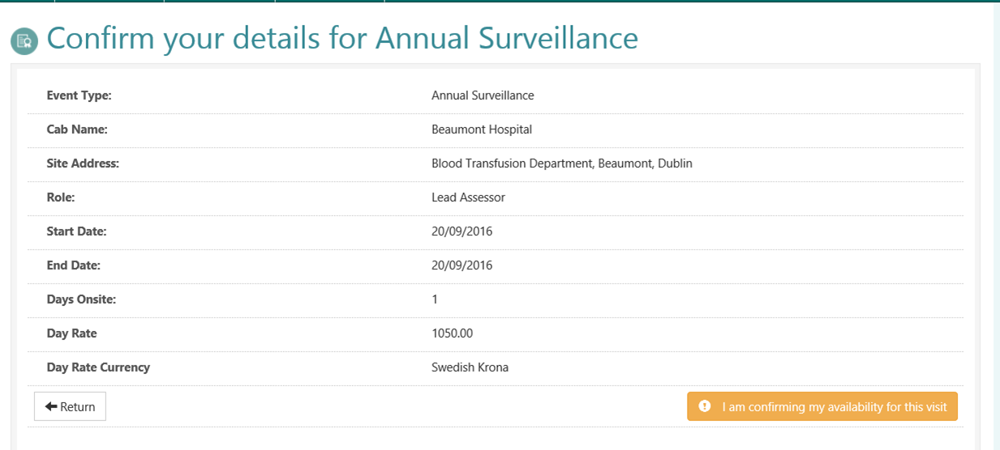 Confirm your details for Annual Surveillance
Event Type: Annual Surveillance
Cab Name: Beaumont Hospital
Site Address: Blood Transfusion Department, Beaumont, Dublin
Role: Lead Assessor
Start Date: 20/09/2016
End Date: 20/09/2016
Days Onsite: 1
Day Rate 1050.00
Day Rate Currency Swedish Krona
Return I am confirming my availability for this visit